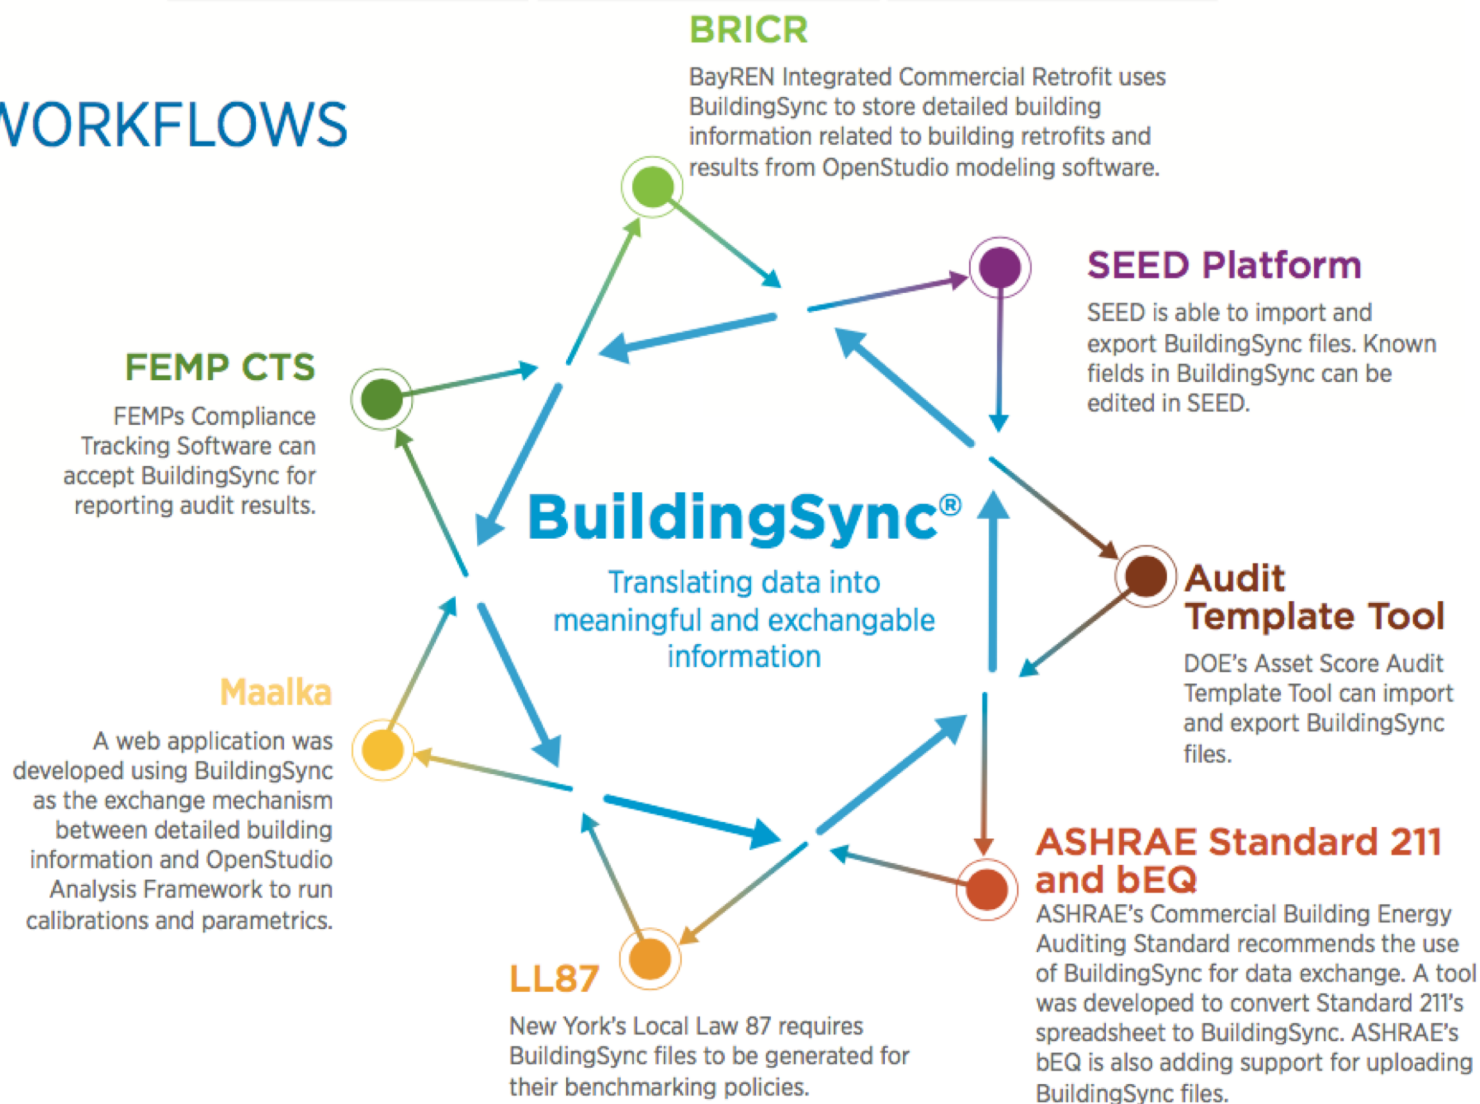 WORKFLOWS
BRICR
BayREN Integrated Commercial Retrofit uses
BuildingSync to store detailed building
information related to building retrofits and
results from OpenStudio modeling software.
SEED Platform
SEED is able to import and
export BuildingSync files. Known
fields in BuildingSync can be
edited in SEED.
FEMP CTS
FEMPs Compliance
Tracking Software can
accept BuildingSync for
reporting audit results.
BuildingSync®
Translating data into
meaningful and exchangable
information
Audit
Template Tool
DOE's Asset Score Audit
Template Tool can import
and export BuildingSync
files.
Maalka
A web application was
developed using BuildingSync
as the exchange mechanism
between detailed building
information and OpenStudio
Analysis Framework to run
calibrations and parametrics.
ASHRAE Standard 211
and bEQ
ASHRAE's Commercial Building Energy
Auditing Standard recommends the use
of BuildingSync for data exchange. A tool
was developed to convert Standard 211's
spreadsheet to BuildingSync. ASHRAE's
bEQ is also adding support for uploading
BuildingSync files.
LL87
New York's Local Law 87 requires
BuildingSync files to be generated for
their benchmarking policies.